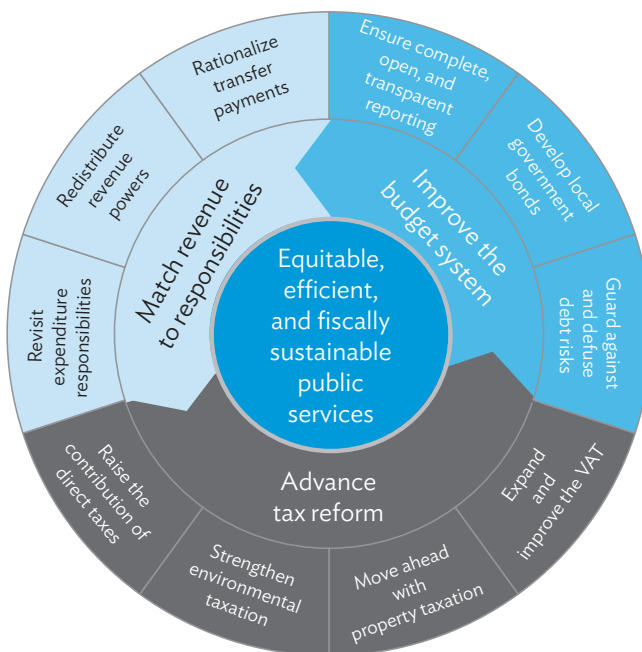 Equitable,
efficient,
and fiscally
sustainable
public
services
Improve the
budget system
Ensure complete,
open, and
transparent
reporting
Develop local
government
bonds
Guard against
and defuse
debt risks
Advance
tax reform
Expand
and
improve the VAT
Move ahead
with
property taxation
Strengthen
environmental
taxation
Raise the
contribution of
direct taxes
Match revenue
to responsibilities
Revisit
expenditure
responsibilities
Redistribute
revenue
powers
Rationalize
transfer
payments